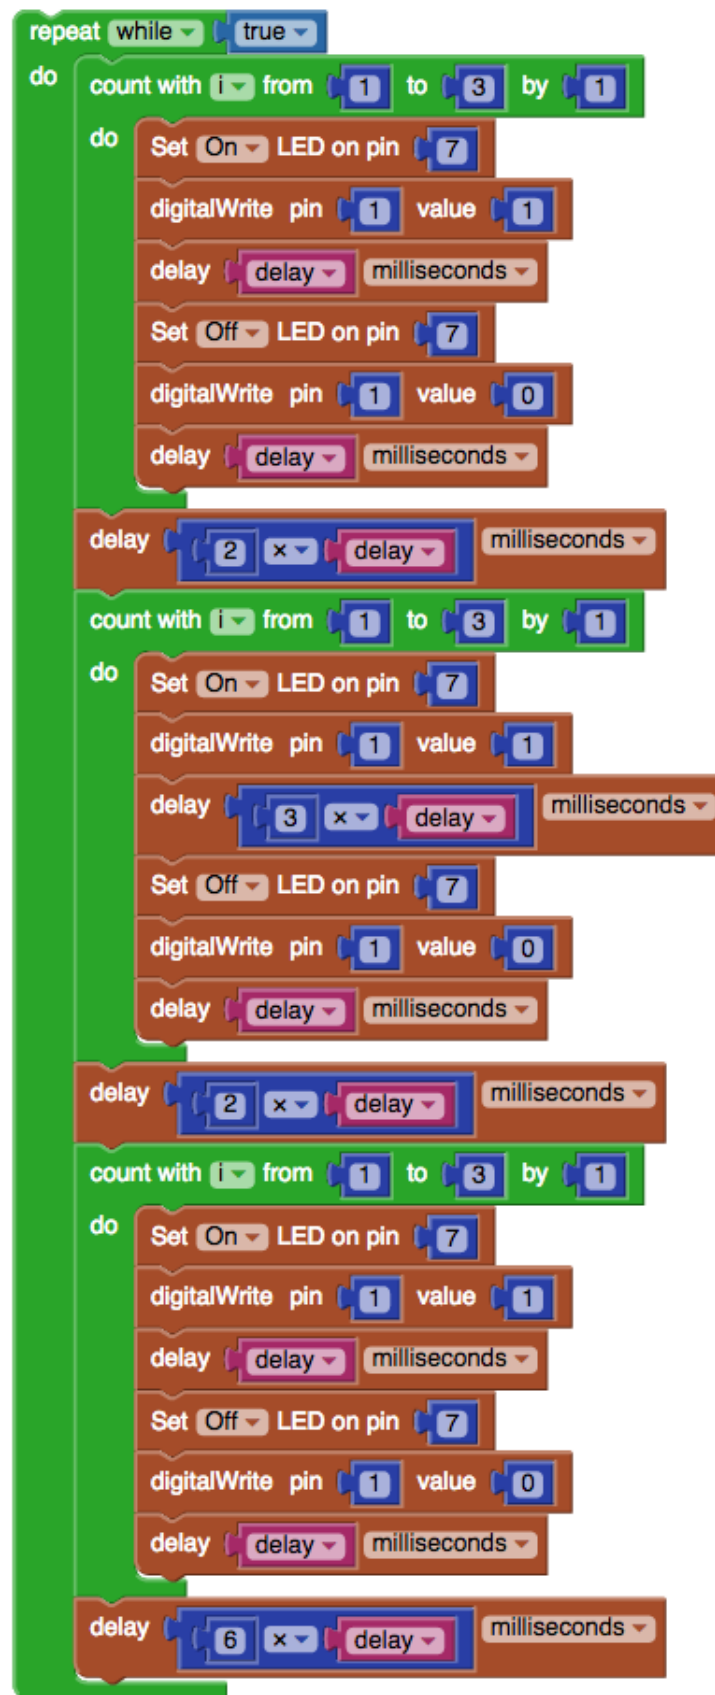 repeat while true
do count with i from 1 to 3 by 1
do Set On LED on pin 7
digitalWrite pin 1 value 1
delay delay milliseconds
Set Off LED on pin 7
digitalWrite pin 1 value 0
delay delay milliseconds
delay 2 × delay milliseconds
count with i from 1 to 3 by 1
do Set On LED on pin 7
digitalWrite pin 1 value 1
delay 3 × delay milliseconds
Set Off LED on pin 7
digitalWrite pin 1 value 0
delay delay milliseconds
delay 2 × delay milliseconds
count with i from 1 to 3 by 1
do Set On LED on pin 7
digitalWrite pin 1 value 1
delay delay milliseconds
Set Off LED on pin 7
digitalWrite pin 1 value 0
delay delay milliseconds
delay 6 × delay milliseconds